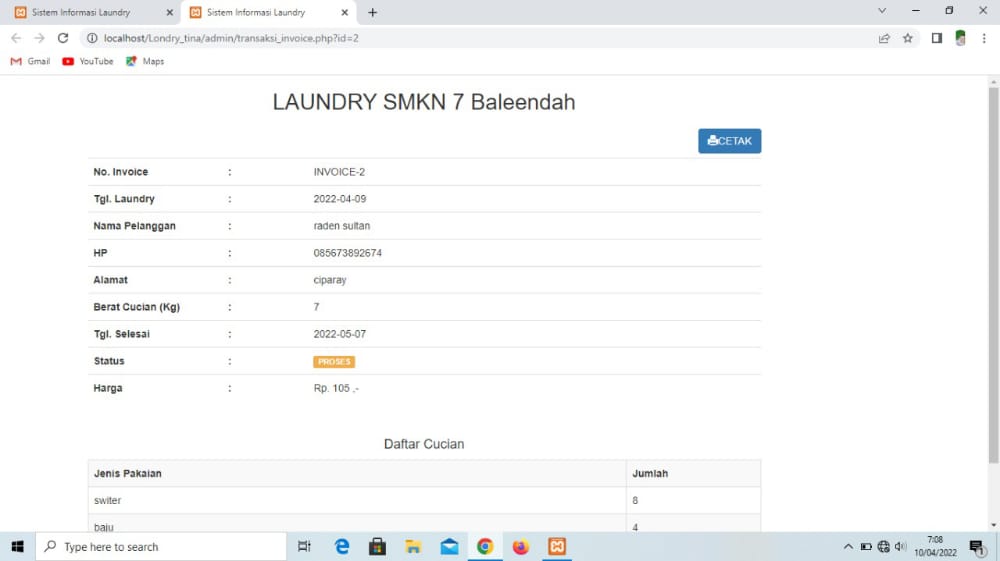 Sistem Informasi Laundry
Sistem Informasi Laundry
localhost/Londry_tina/admin/transaksi_invoice.php?id=2
Gmail YouTube Maps
LAUNDRY SMKN 7 Baleendah
CETAK
No. Invoice : INVOICE-2
Tgl. Laundry : 2022-04-09
Nama Pelanggan : raden sultan
HP : 085673892674
Alamat : ciparay
Berat Cucian (Kg) : 7
Tgl. Selesai : 2022-05-07
Status : PROSES
Harga : Rp. 105 ,-
Daftar Cucian
Jenis Pakaian Jumlah
switer 8
baju 4
Type here to search
7:08
10/04/2022
1